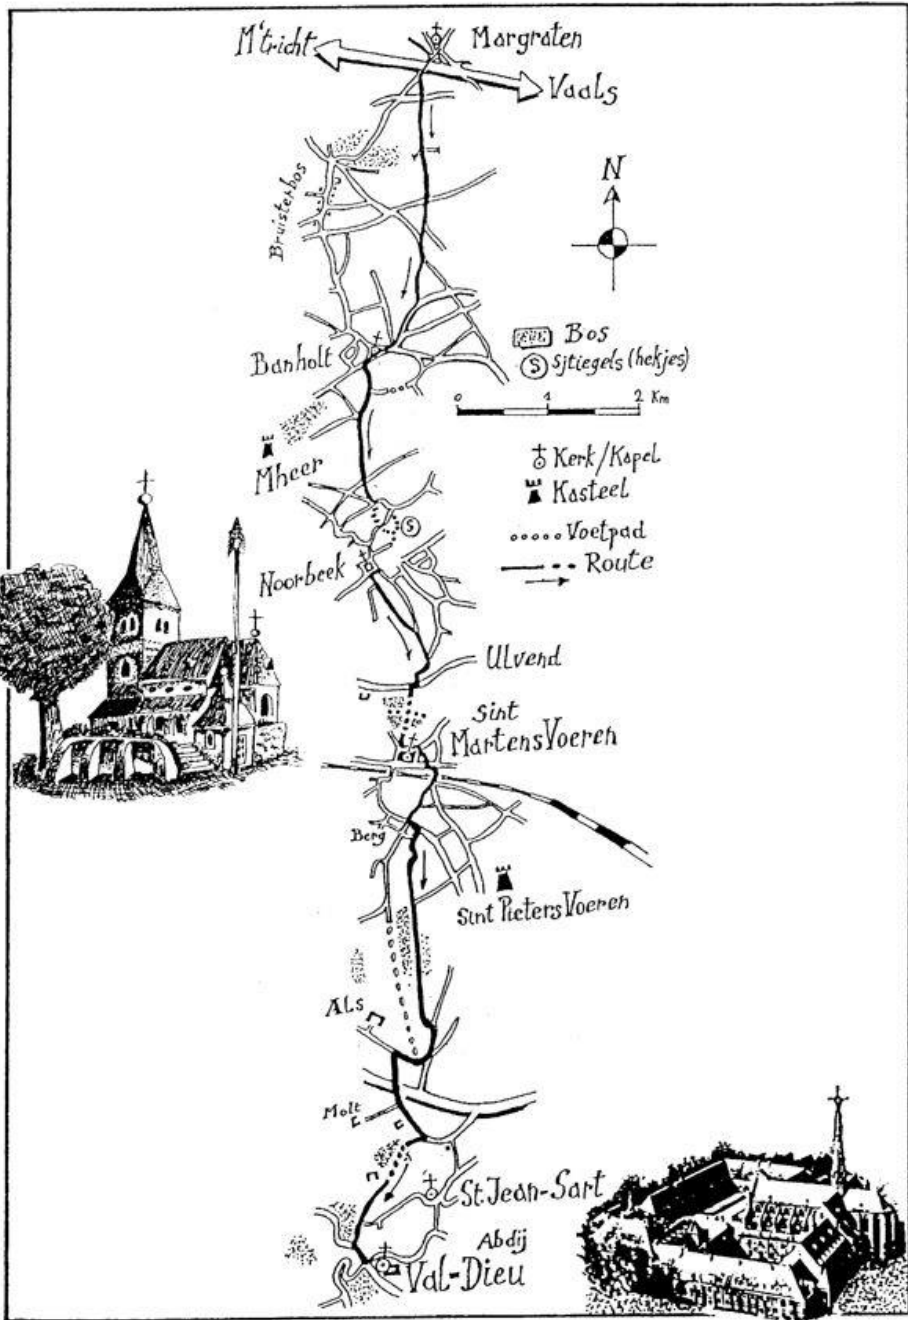 M'tricht
Margraten
Vaals
Bruisterbos
N
Bos
S Sjtiegels (hekjes)
0 1 2 Km
Banholt
Kerk/Kapel
Kasteel
Mheer
Voetpad
S
Route
Noorbeek
Ulvend
Sint
MartensVoeren
Berg
Sint PietersVoeren
Als
Molt
St.Jean-Sart
Abdij
Val-Dieu